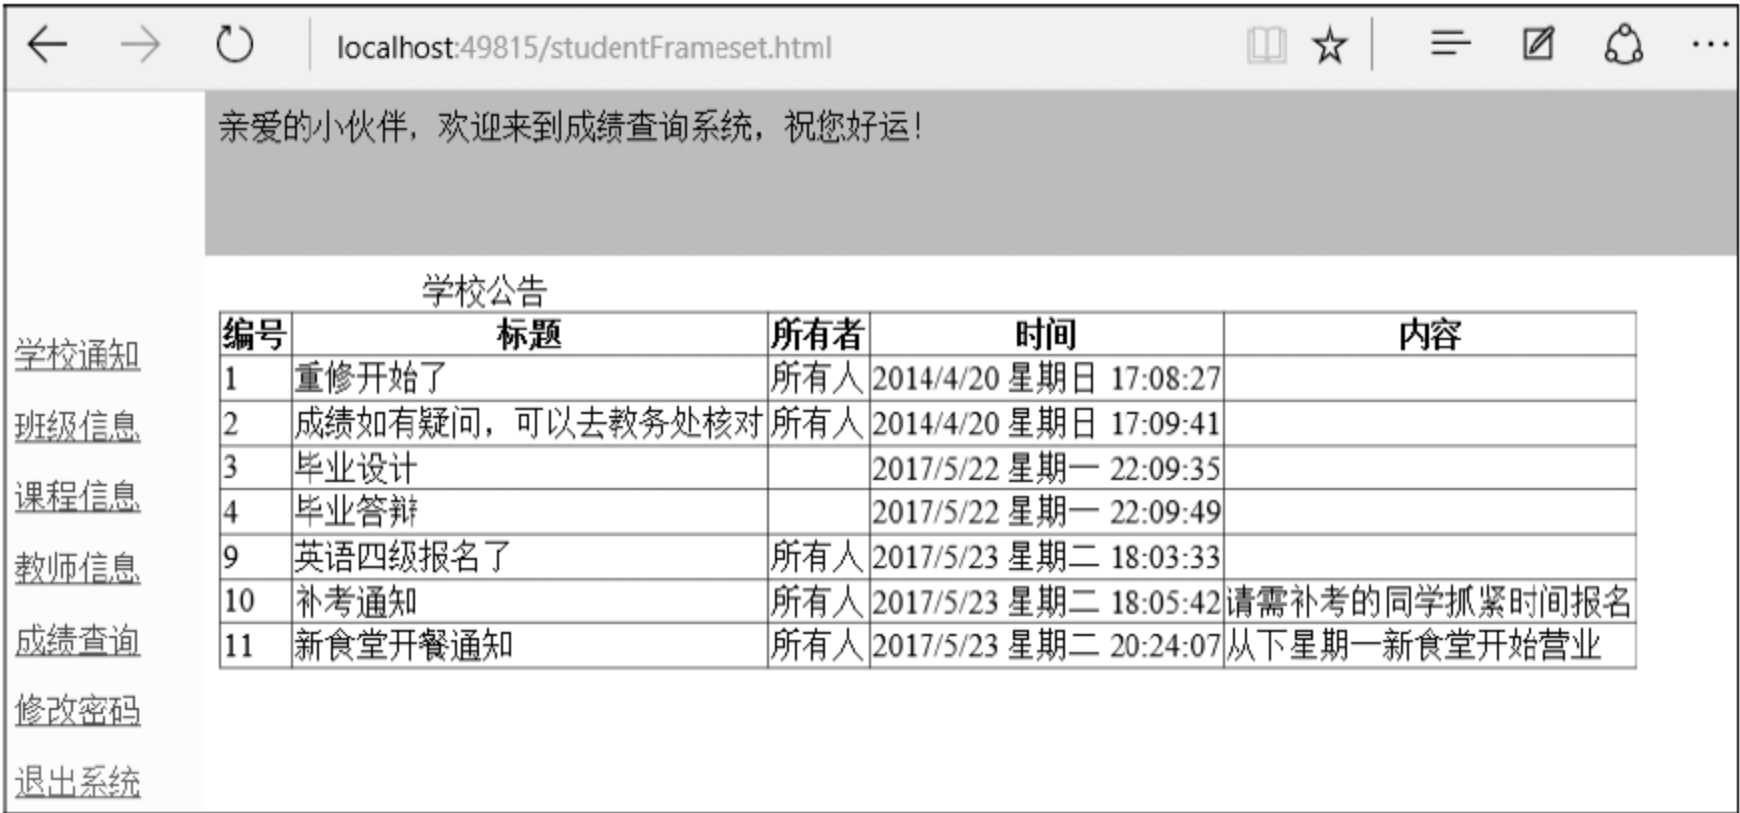 localhost:49815/studentFrameset.html
亲爱的小伙伴，欢迎来到成绩查询系统，祝您好运！
学校通知
班级信息
课程信息
教师信息
成绩查询
修改密码
退出系统
学校公告
编号 标题 所有者 时间 内容
1 重修开始了 所有人 2014/4/20 星期日 17:08:27
2 成绩如有疑问，可以去教务处核对 所有人 2014/4/20 星期日 17:09:41
3 毕业设计 2017/5/22 星期一 22:09:35
4 毕业答辩 2017/5/22 星期一 22:09:49
9 英语四级报名了 所有人 2017/5/23 星期二 18:03:33
10 补考通知 所有人 2017/5/23 星期二 18:05:42 请需补考的同学抓紧时间报名
11 新食堂开餐通知 所有人 2017/5/23 星期二 20:24:07 从下星期一新食堂开始营业